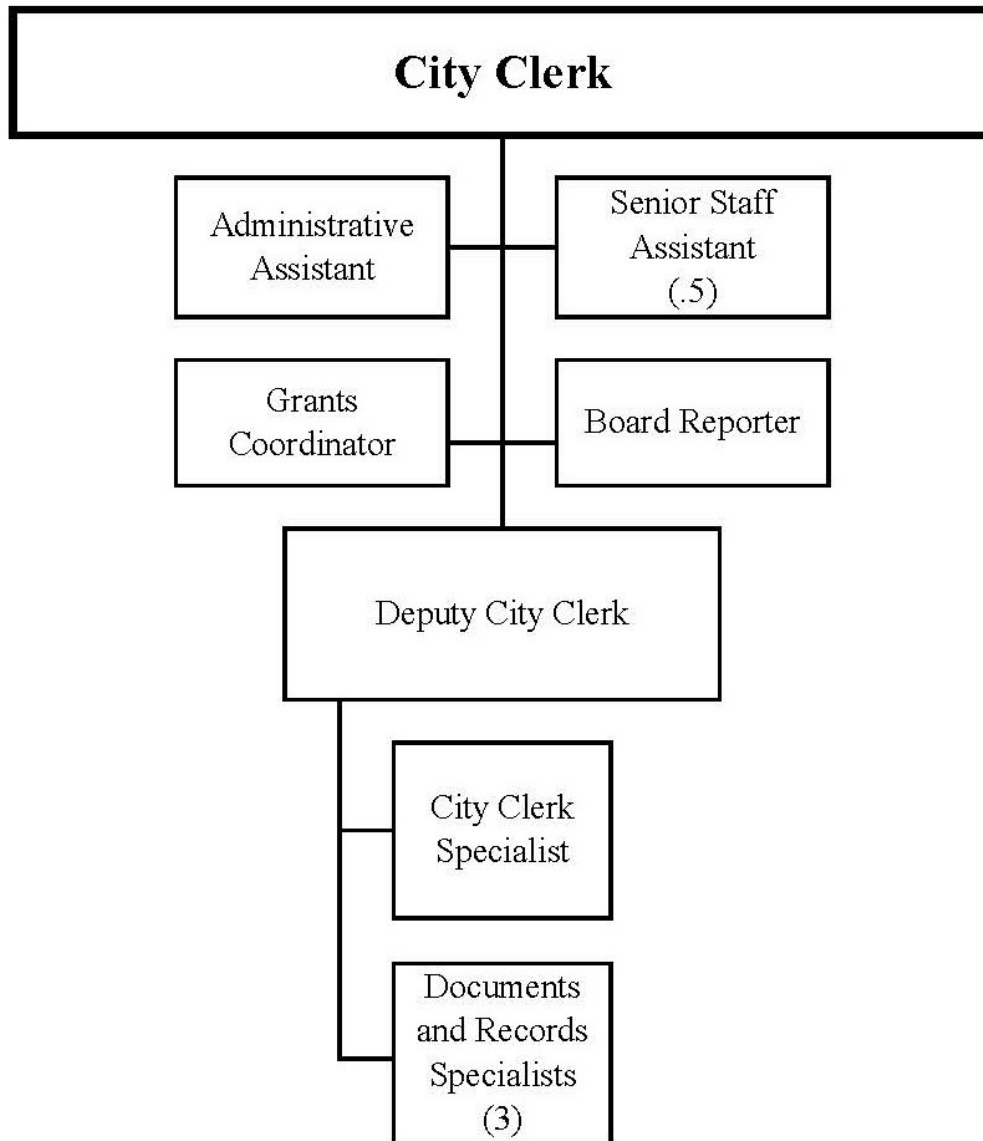 City Clerk
Administrative
Assistant
Senior Staff
Assistant
(.5)
Grants
Coordinator
Board Reporter
Deputy City Clerk
City Clerk
Specialist
Documents
and Records
Specialists
(3)